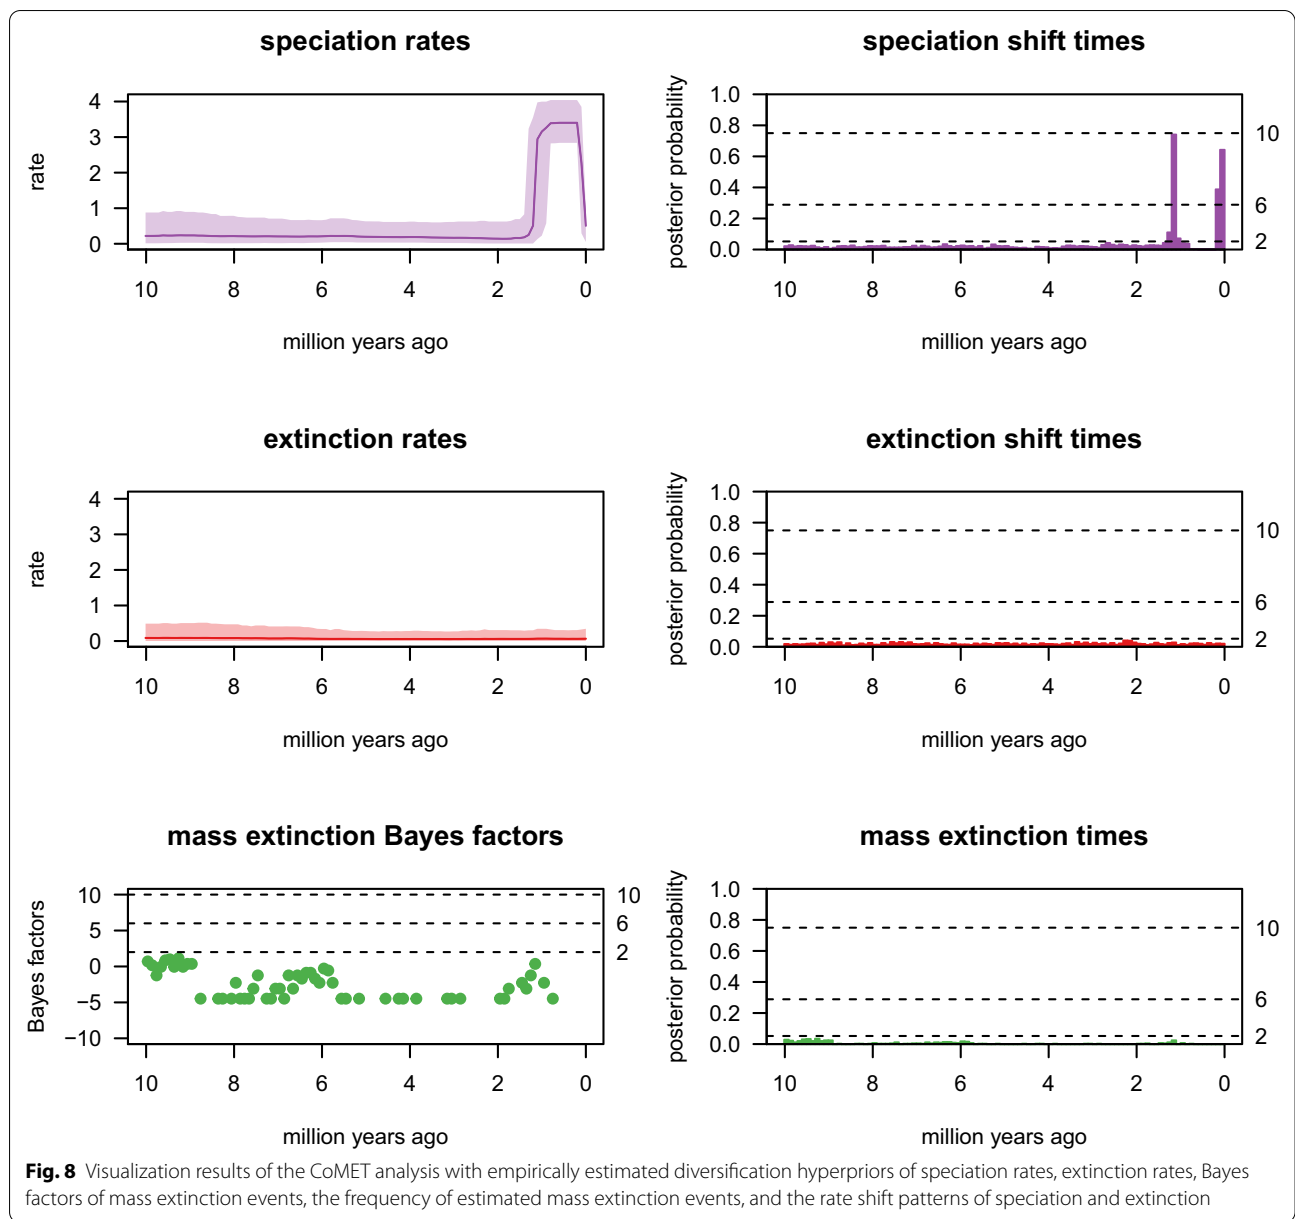 speciation rates
4
3
2
1
0
rate
10 8 6 4 2 0
million years ago
speciation shift times
1.0
0.8
0.6
0.4
0.2
0.0
posterior probability
10
6
2
10 8 6 4 2 0
million years ago
extinction rates
4
3
2
1
0
rate
10 8 6 4 2 0
million years ago
extinction shift times
1.0
0.8
0.6
0.4
0.2
0.0
posterior probability
10
6
2
10 8 6 4 2 0
million years ago
mass extinction Bayes factors
10
5
0
−5
−10
Bayes factors
10
6
2
10 8 6 4 2 0
million years ago
mass extinction times
1.0
0.8
0.6
0.4
0.2
0.0
posterior probability
10
6
2
10 8 6 4 2 0
million years ago
Fig. 8 Visualization results of the CoMET analysis with empirically estimated diversification hyperpriors of speciation rates, extinction rates, Bayes
factors of mass extinction events, the frequency of estimated mass extinction events, and the rate shift patterns of speciation and extinction